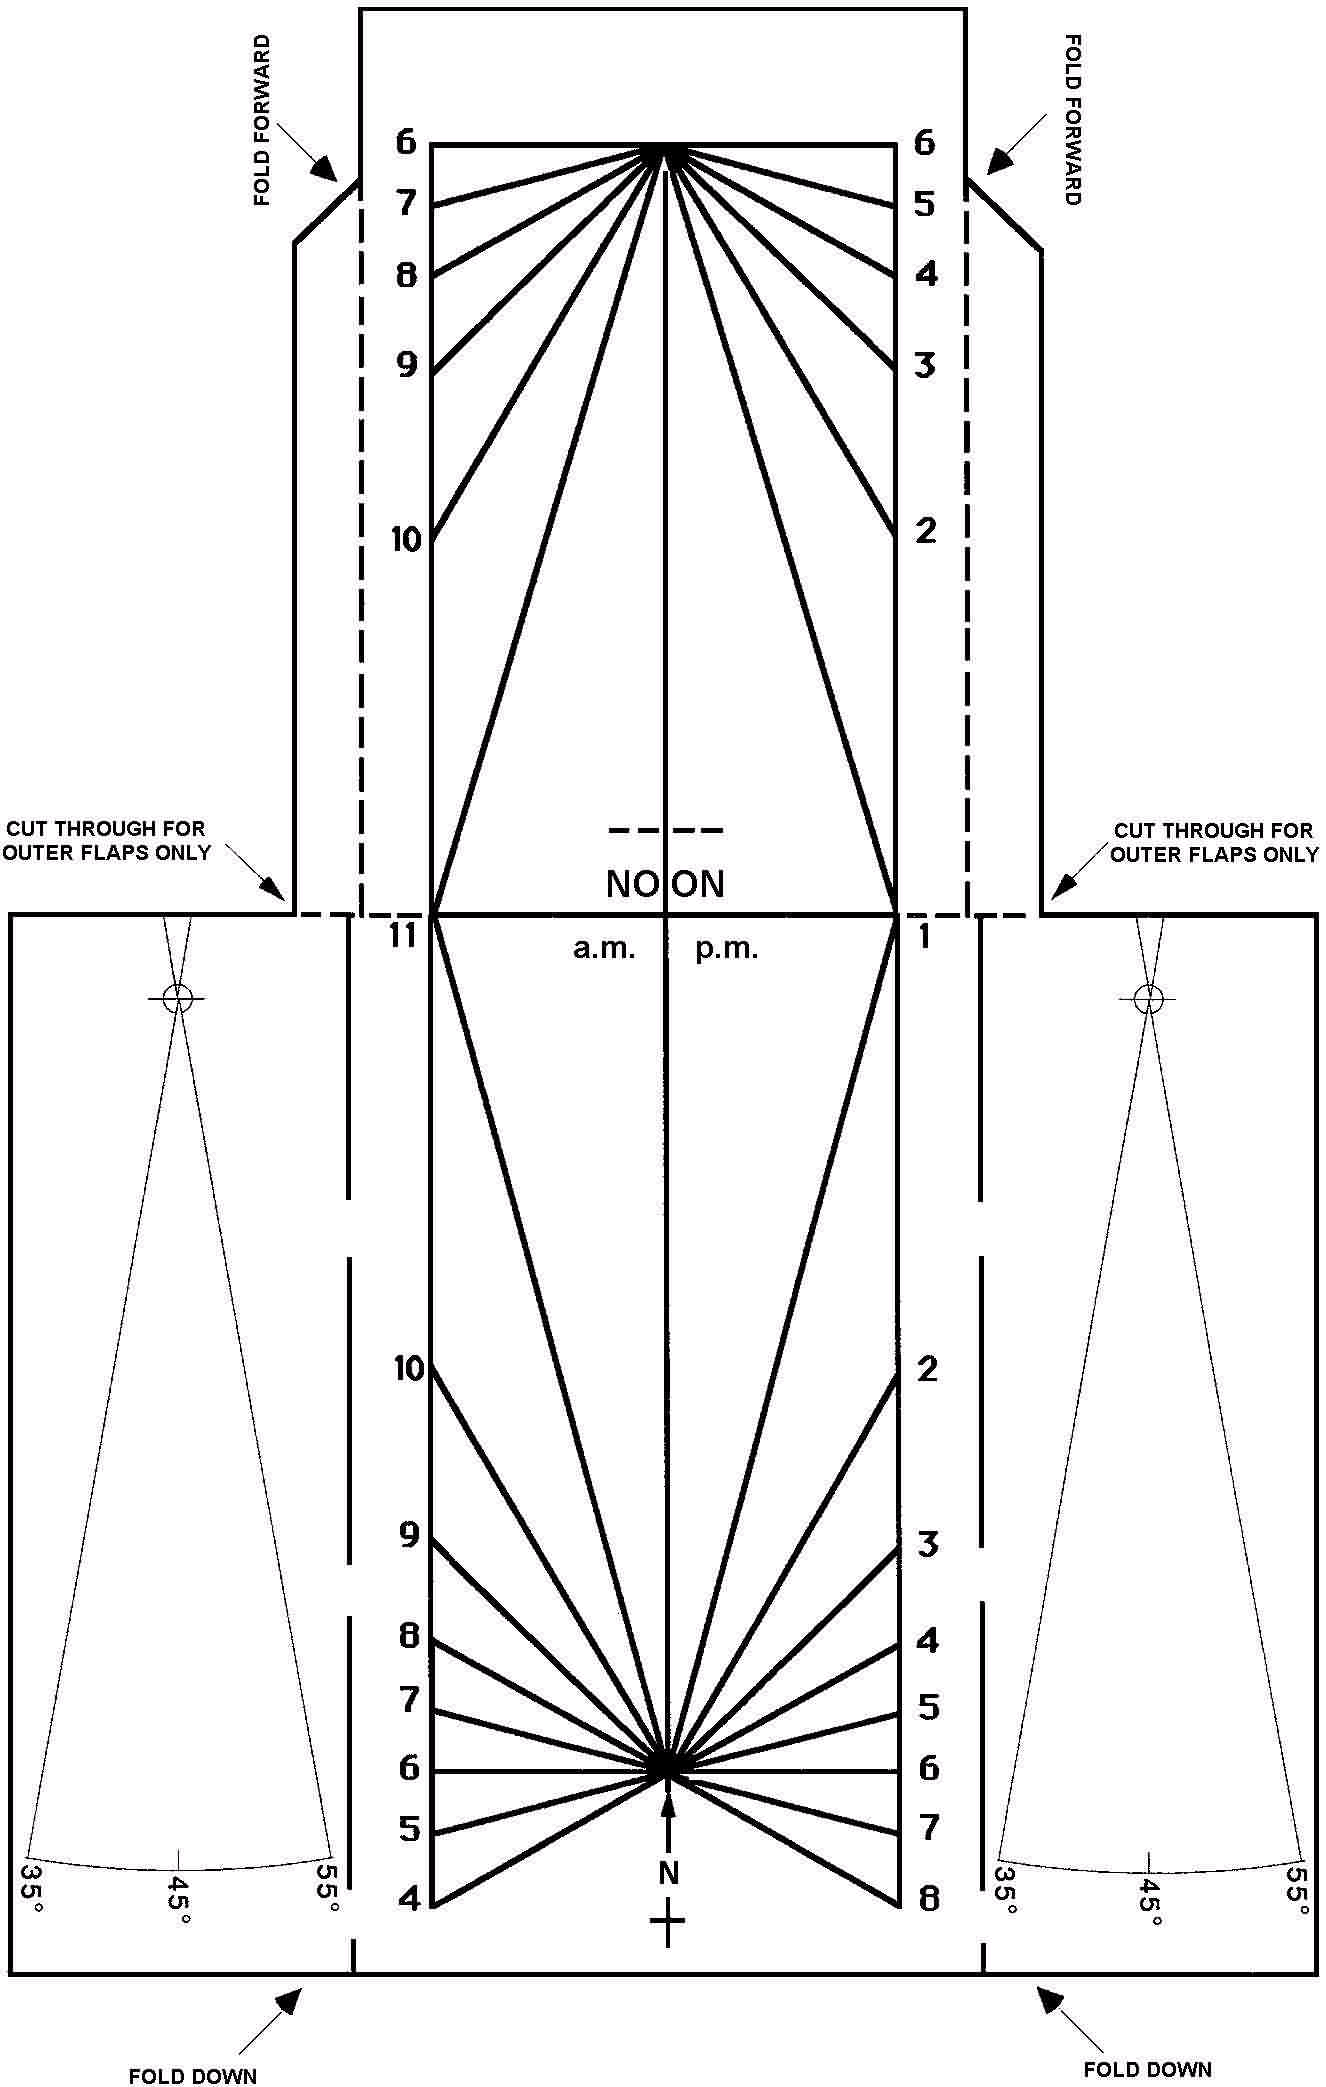 FOLD FORWARD
FOLD FORWARD
6
6
7
5
8
4
9
3
10
2
CUT THROUGH FOR
OUTER FLAPS ONLY
CUT THROUGH FOR
OUTER FLAPS ONLY
NOON
11
a.m. p.m.
1
10
2
9
3
8
4
7
5
6
6
5
7
N
4
8
35°
45°
55°
35°
45°
55°
FOLD DOWN
FOLD DOWN